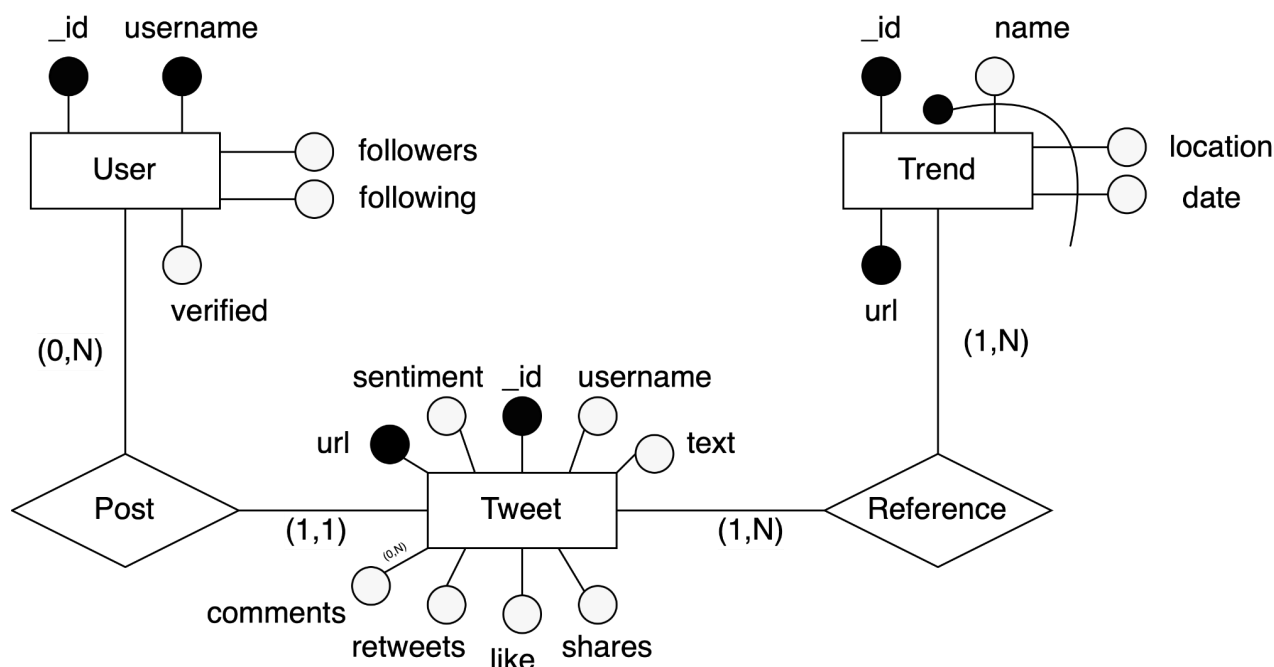 _id username
_id name
User
followers
following
verified
Trend
location
date
url
(0,N)
(1,N)
sentiment _id username
url
text
Post
(1,1)
Tweet
(1,N)
Reference
(0,N)
comments
retweets
like
shares